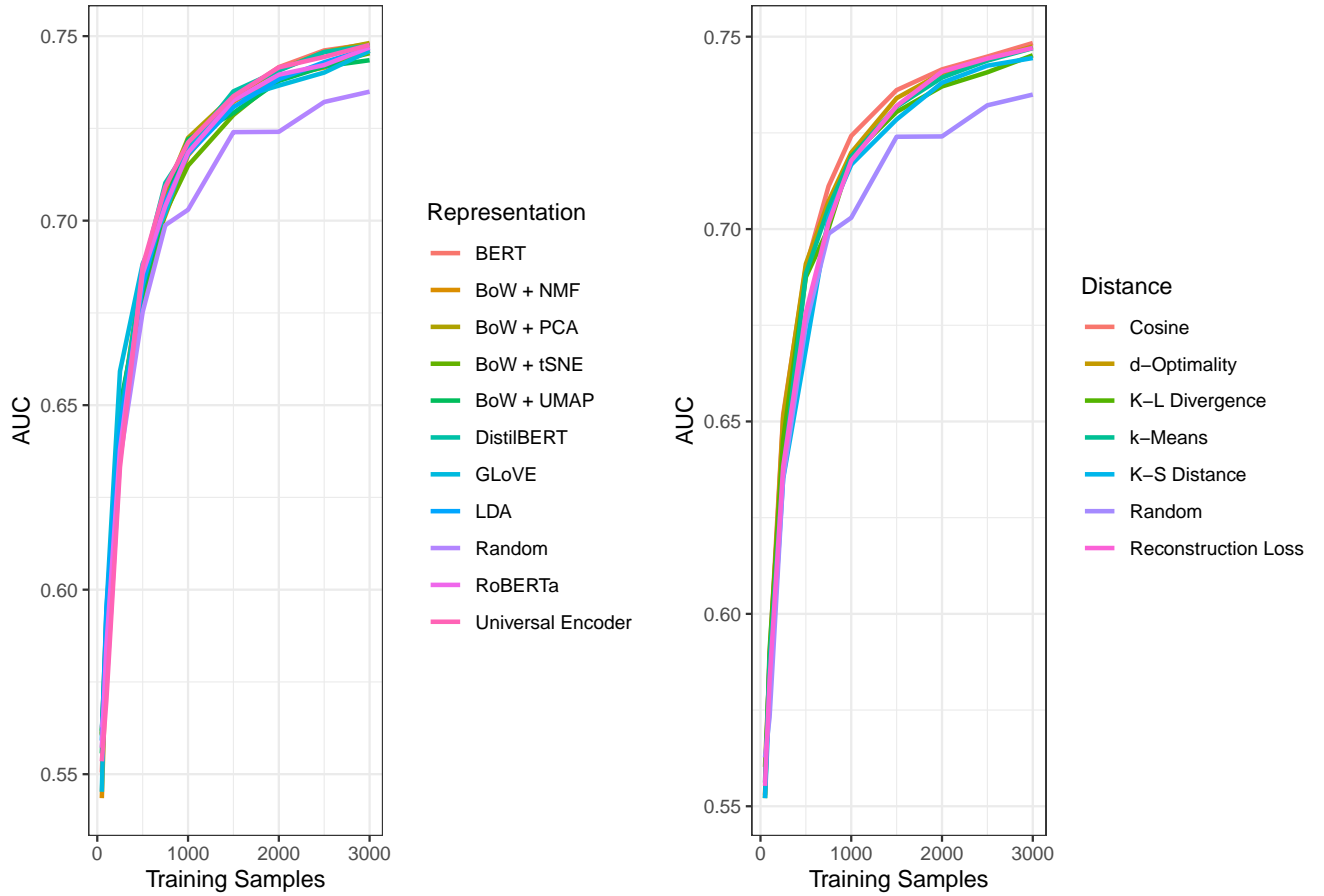 0.75
0.70
0.65
0.60
0.55
AUC
0
1000
2000
3000
Training Samples
Representation
BERT
BoW + NMF
BoW + PCA
BoW + tSNE
BoW + UMAP
DistilBERT
GLoVE
LDA
Random
RoBERTa
Universal Encoder
0.75
0.70
0.65
0.60
0.55
AUC
0
1000
2000
3000
Training Samples
Distance
Cosine
d−Optimality
K−L Divergence
k−Means
K−S Distance
Random
Reconstruction Loss